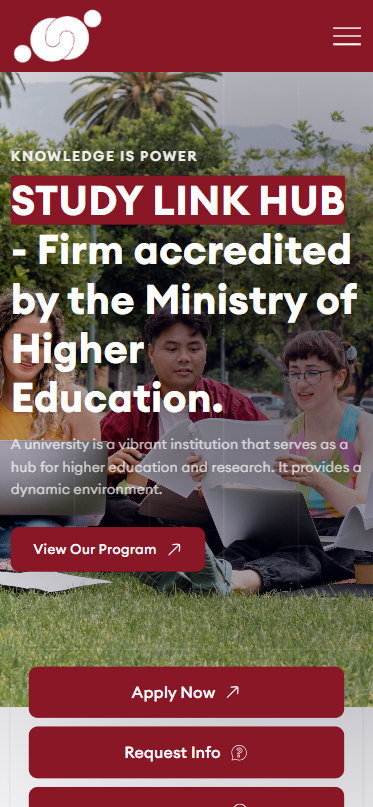 KNOWLEDGE IS POWER
STUDY LINK HUB
- Firm accredited
by the Ministry of
Higher
Education.
A university is a vibrant institution that serves as a
hub for higher education and research. It provides a
dynamic environment.
View Our Program
Apply Now
Request Info